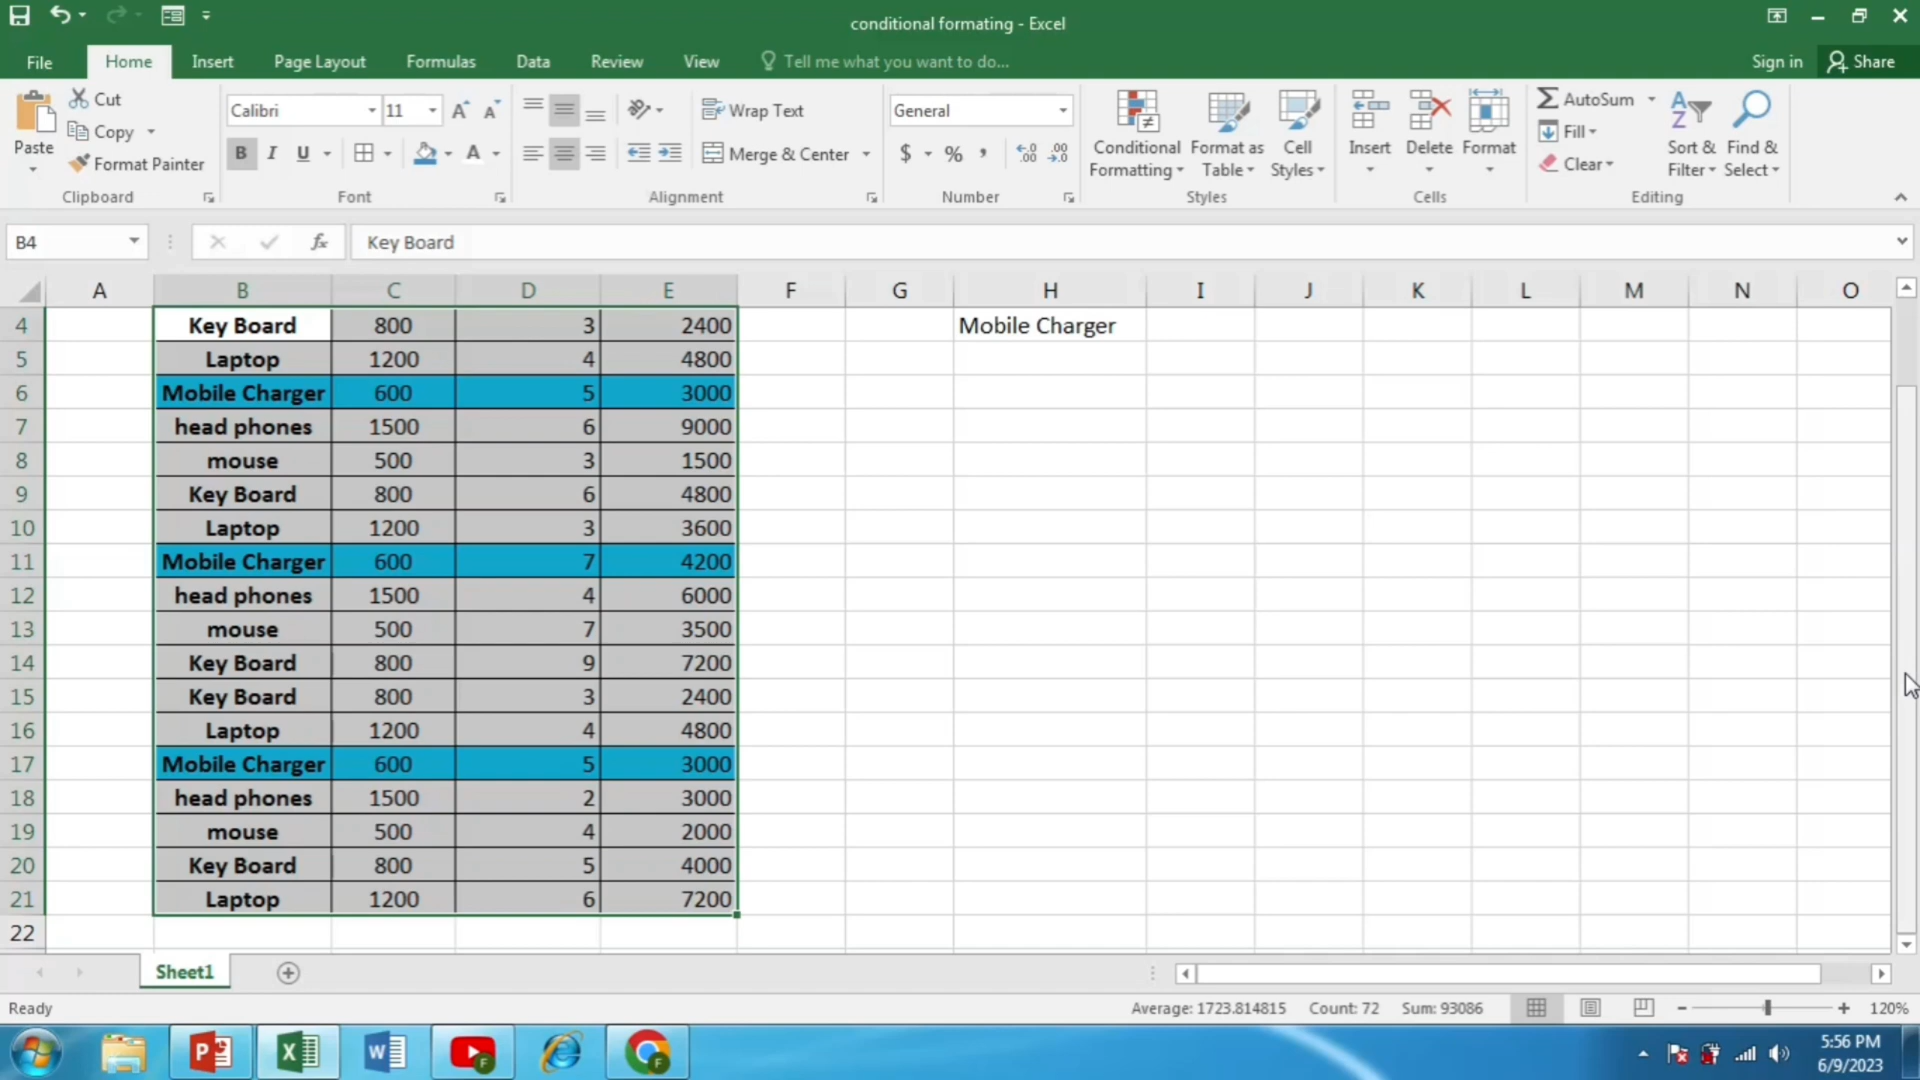 conditional formating - Excel
File Home Insert Page Layout Formulas Data Review View Tell me what you want to do... Sign in Share
Paste Cut Copy Format Painter Clipboard
Calibri 11 A A B I U A Font
Wrap Text Merge & Center Alignment
General $ % , .00 .00 Number
Conditional Formatting Format as Table Cell Styles Styles
Insert Delete Format Cells
AutoSum Fill Clear Sort & Filter Find & Select Editing
B4 fx Key Board
A B C D E F G H I J K L M N O
4 Key Board 800 3 2400 Mobile Charger
5 Laptop 1200 4 4800
6 Mobile Charger 600 5 3000
7 head phones 1500 6 9000
8 mouse 500 3 1500
9 Key Board 800 6 4800
10 Laptop 1200 3 3600
11 Mobile Charger 600 7 4200
12 head phones 1500 4 6000
13 mouse 500 7 3500
14 Key Board 800 9 7200
15 Key Board 800 3 2400
16 Laptop 1200 4 4800
17 Mobile Charger 600 5 3000
18 head phones 1500 2 3000
19 mouse 500 4 2000
20 Key Board 800 5 4000
21 Laptop 1200 6 7200
22
Sheet1
Ready Average: 1723.814815 Count: 72 Sum: 93086 120%
5:56 PM
6/9/2023